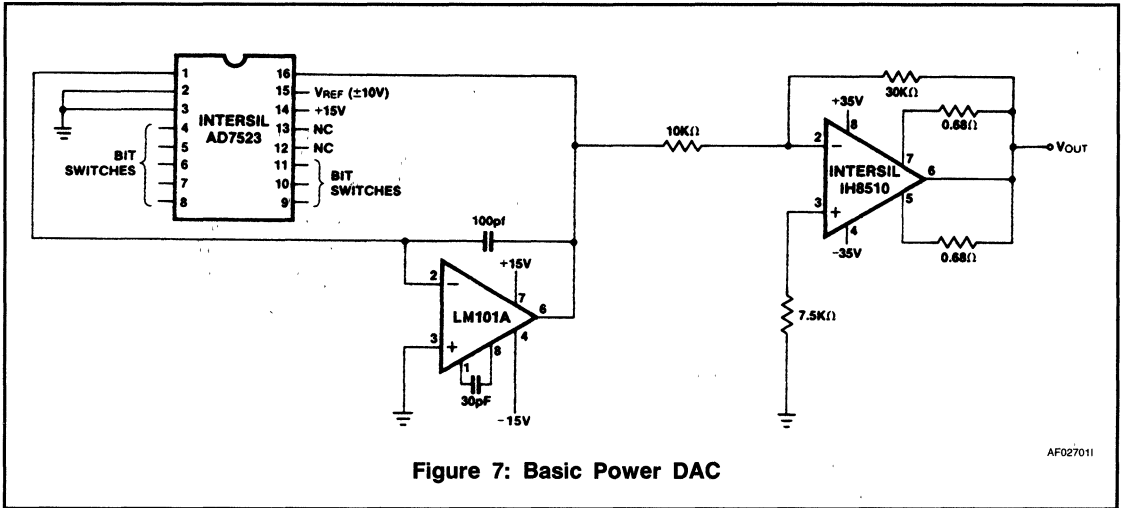 1
2
3
4
5
6
7
8
INTERSIL
AD7523
16
15
14
13
12
11
10
9
VREF (±10V)
+15V
NC
NC
BIT
SWITCHES
BIT
SWITCHES
100pf
+15V
2
−
7
LM101A
6
3
+
4
8
1
30pF
−15V
10KΩ
30KΩ
+35V
8
0.68Ω
2
−
7
INTERSIL
IH8510
6
VOUT
3
+
5
4
−35V
0.68Ω
7.5KΩ
AF02701I
Figure 7: Basic Power DAC